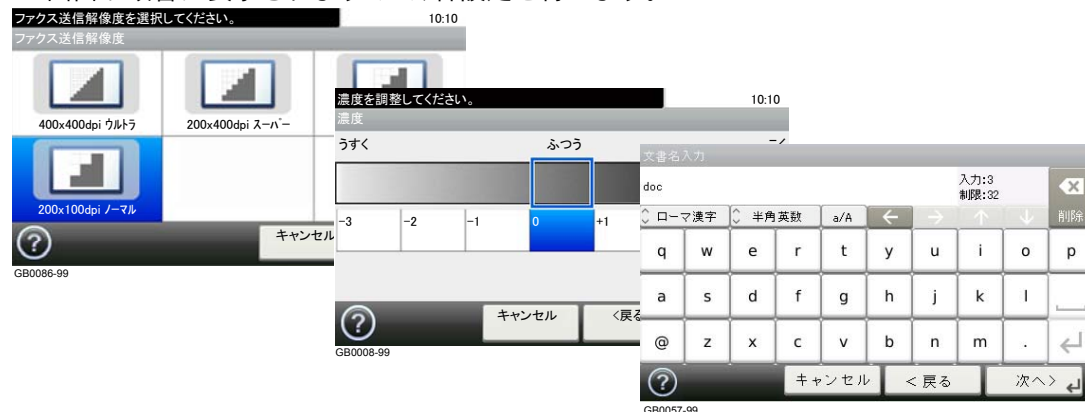 ファクス送信解像度を選択してください。
10:10
ファクス送信解像度
400x400dpi ウルトラ
200x400dpi スーパー
200x100dpi ノーマル
キャンセル
GB0086-99
濃度を調整してください。
10:10
濃度
うすく
ふつう
-3
-2
-1
0
+1
キャンセル
<戻る
GB0008-99
文書名入力
doc
入力:3
制限:32
ローマ漢字
半角英数
a/A
← → ↑ ↓
削除
q w e r t y u i o p
a s d f g h j k l
@ z x c v b n m .
キャンセル
<戻る
次へ>
GB0057-99